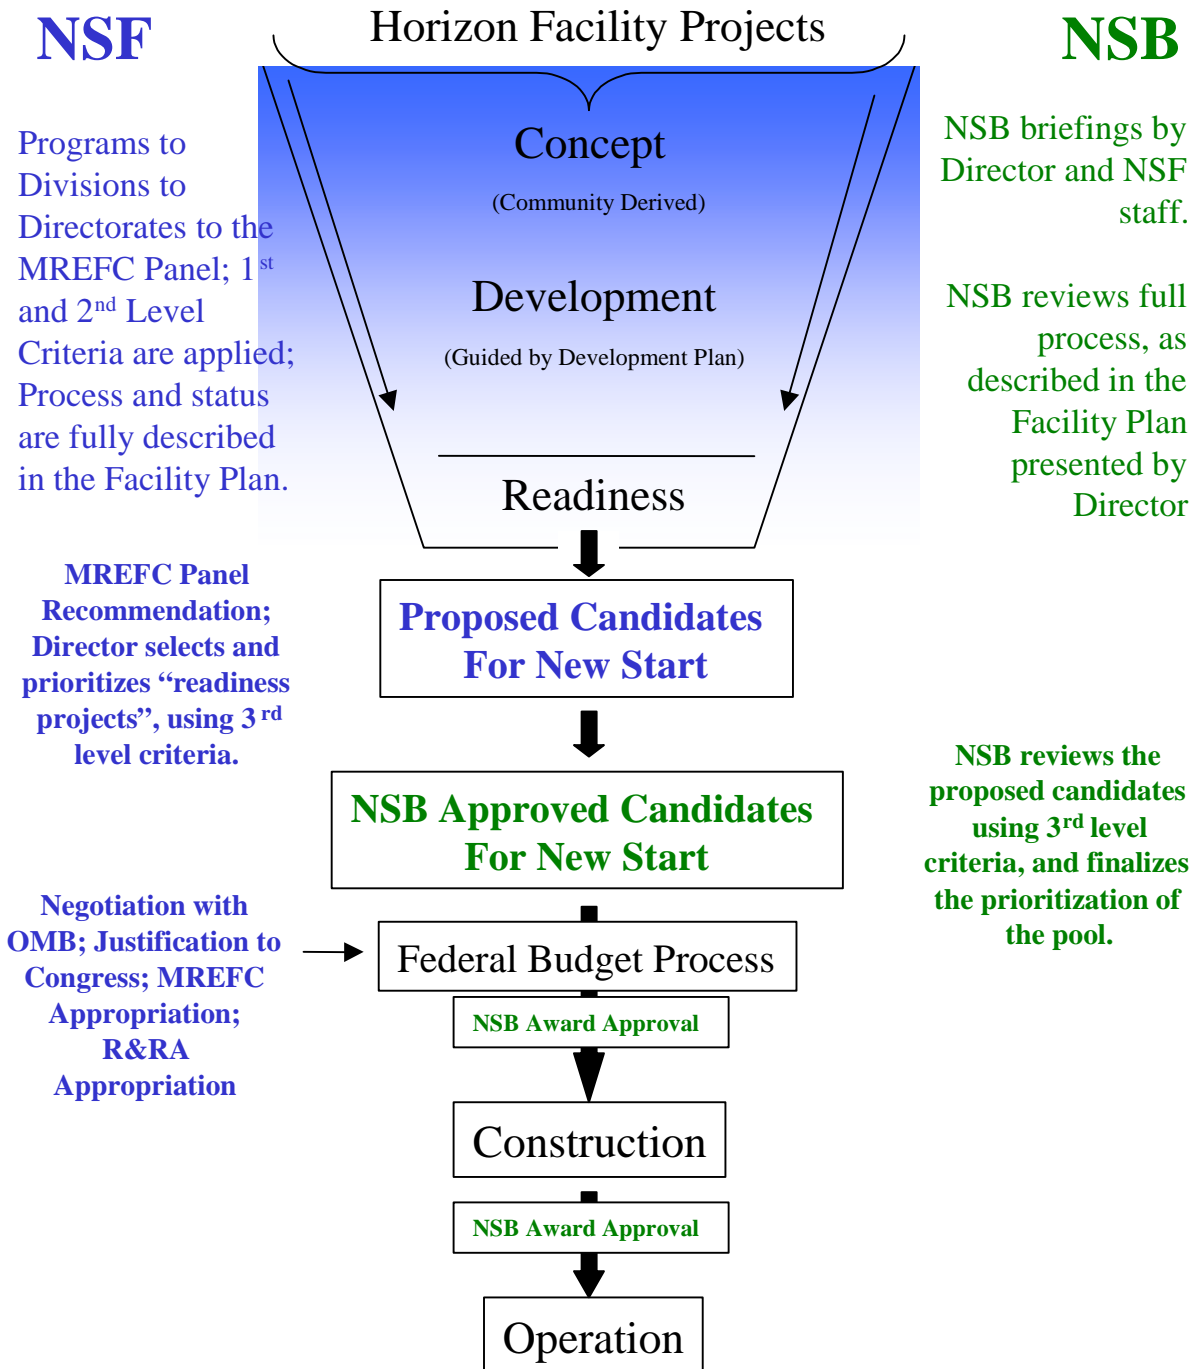 NSF
Horizon Facility Projects
NSB
Programs to
Divisions to
Directorates to the
MREFC Panel; 1st
and 2nd Level
Criteria are applied;
Process and status
are fully described
in the Facility Plan.
Concept
(Community Derived)
Development
(Guided by Development Plan)
Readiness
NSB briefings by
Director and NSF
staff.
NSB reviews full
process, as
described in the
Facility Plan
presented by
Director
MREFC Panel
Recommendation;
Director selects and
prioritizes “readiness
projects”, using 3rd
level criteria.
Proposed Candidates
For New Start
NSB Approved Candidates
For New Start
NSB reviews the
proposed candidates
using 3rd level
criteria, and finalizes
the prioritization of
the pool.
Negotiation with
OMB; Justification to
Congress; MREFC
Appropriation;
R&RA
Appropriation
Federal Budget Process
NSB Award Approval
Construction
NSB Award Approval
Operation